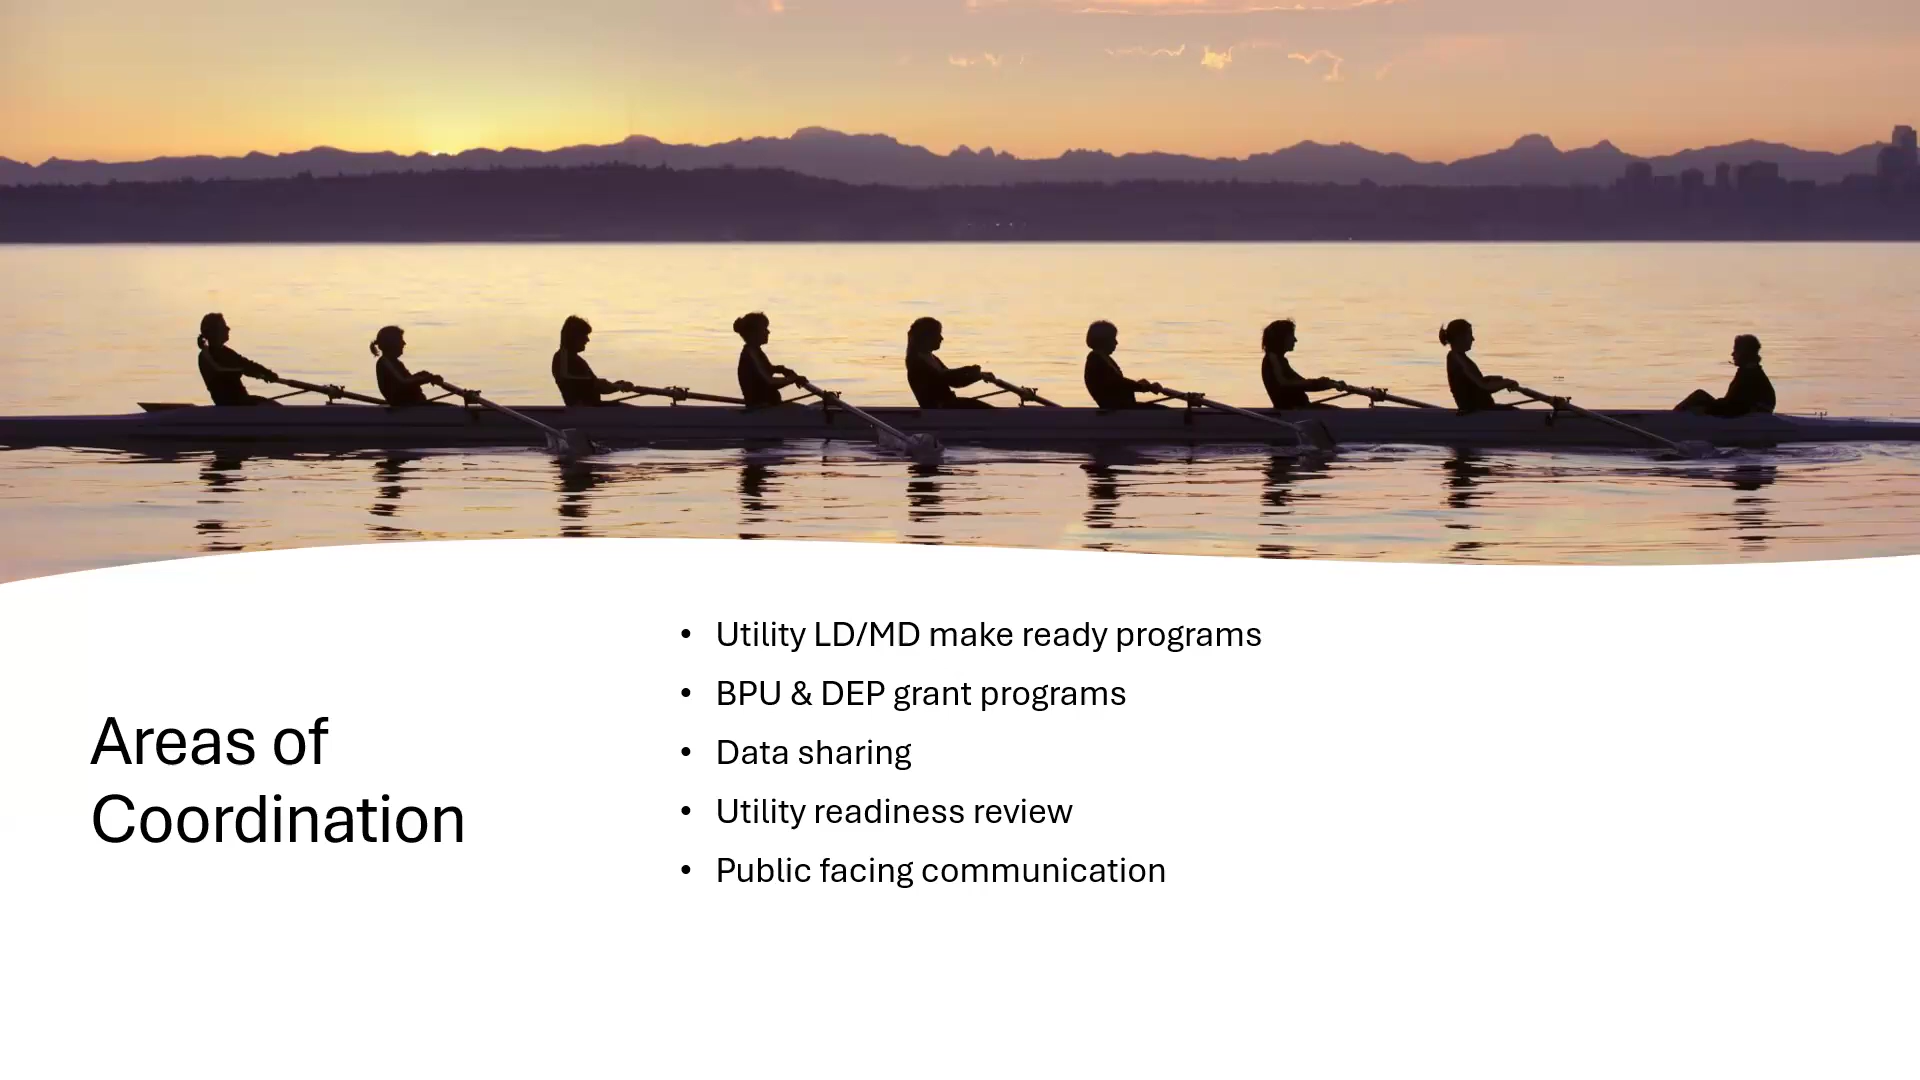 Areas of
Coordination
• Utility LD/MD make ready programs
• BPU & DEP grant programs
• Data sharing
• Utility readiness review
• Public facing communication